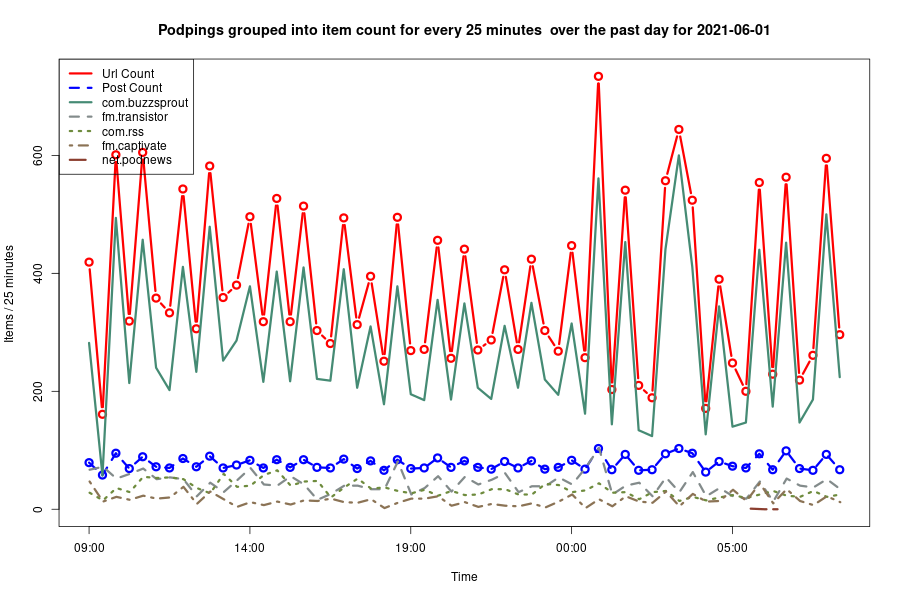 Podpings grouped into item count for every 25 minutes  over the past day for 2021-06-01
Url Count
Post Count
com.buzzsprout
fm.transistor
com.rss
fm.captivate
net.podnews
Items / 25 minutes
600
400
200
0
09:00
14:00
19:00
00:00
05:00
Time